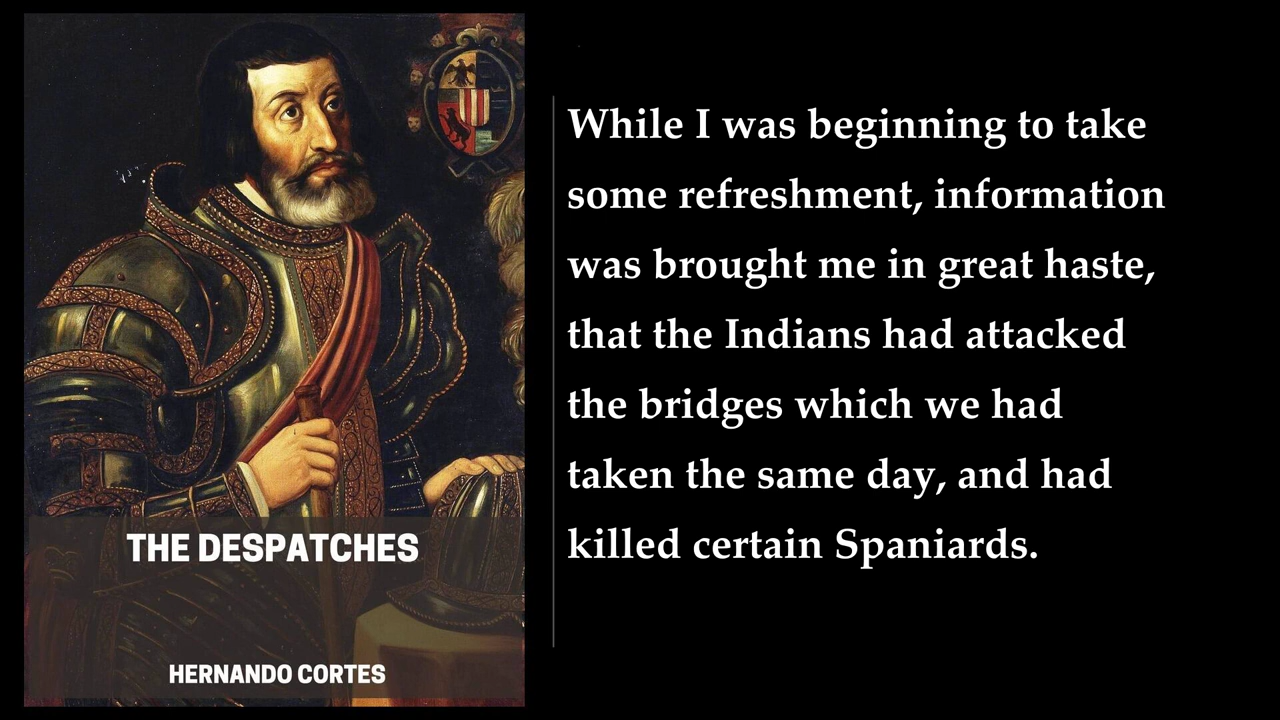 THE DESPATCHES
HERNANDO CORTES
While I was beginning to take
some refreshment, information
was brought me in great haste,
that the Indians had attacked
the bridges which we had
taken the same day, and had
killed certain Spaniards.